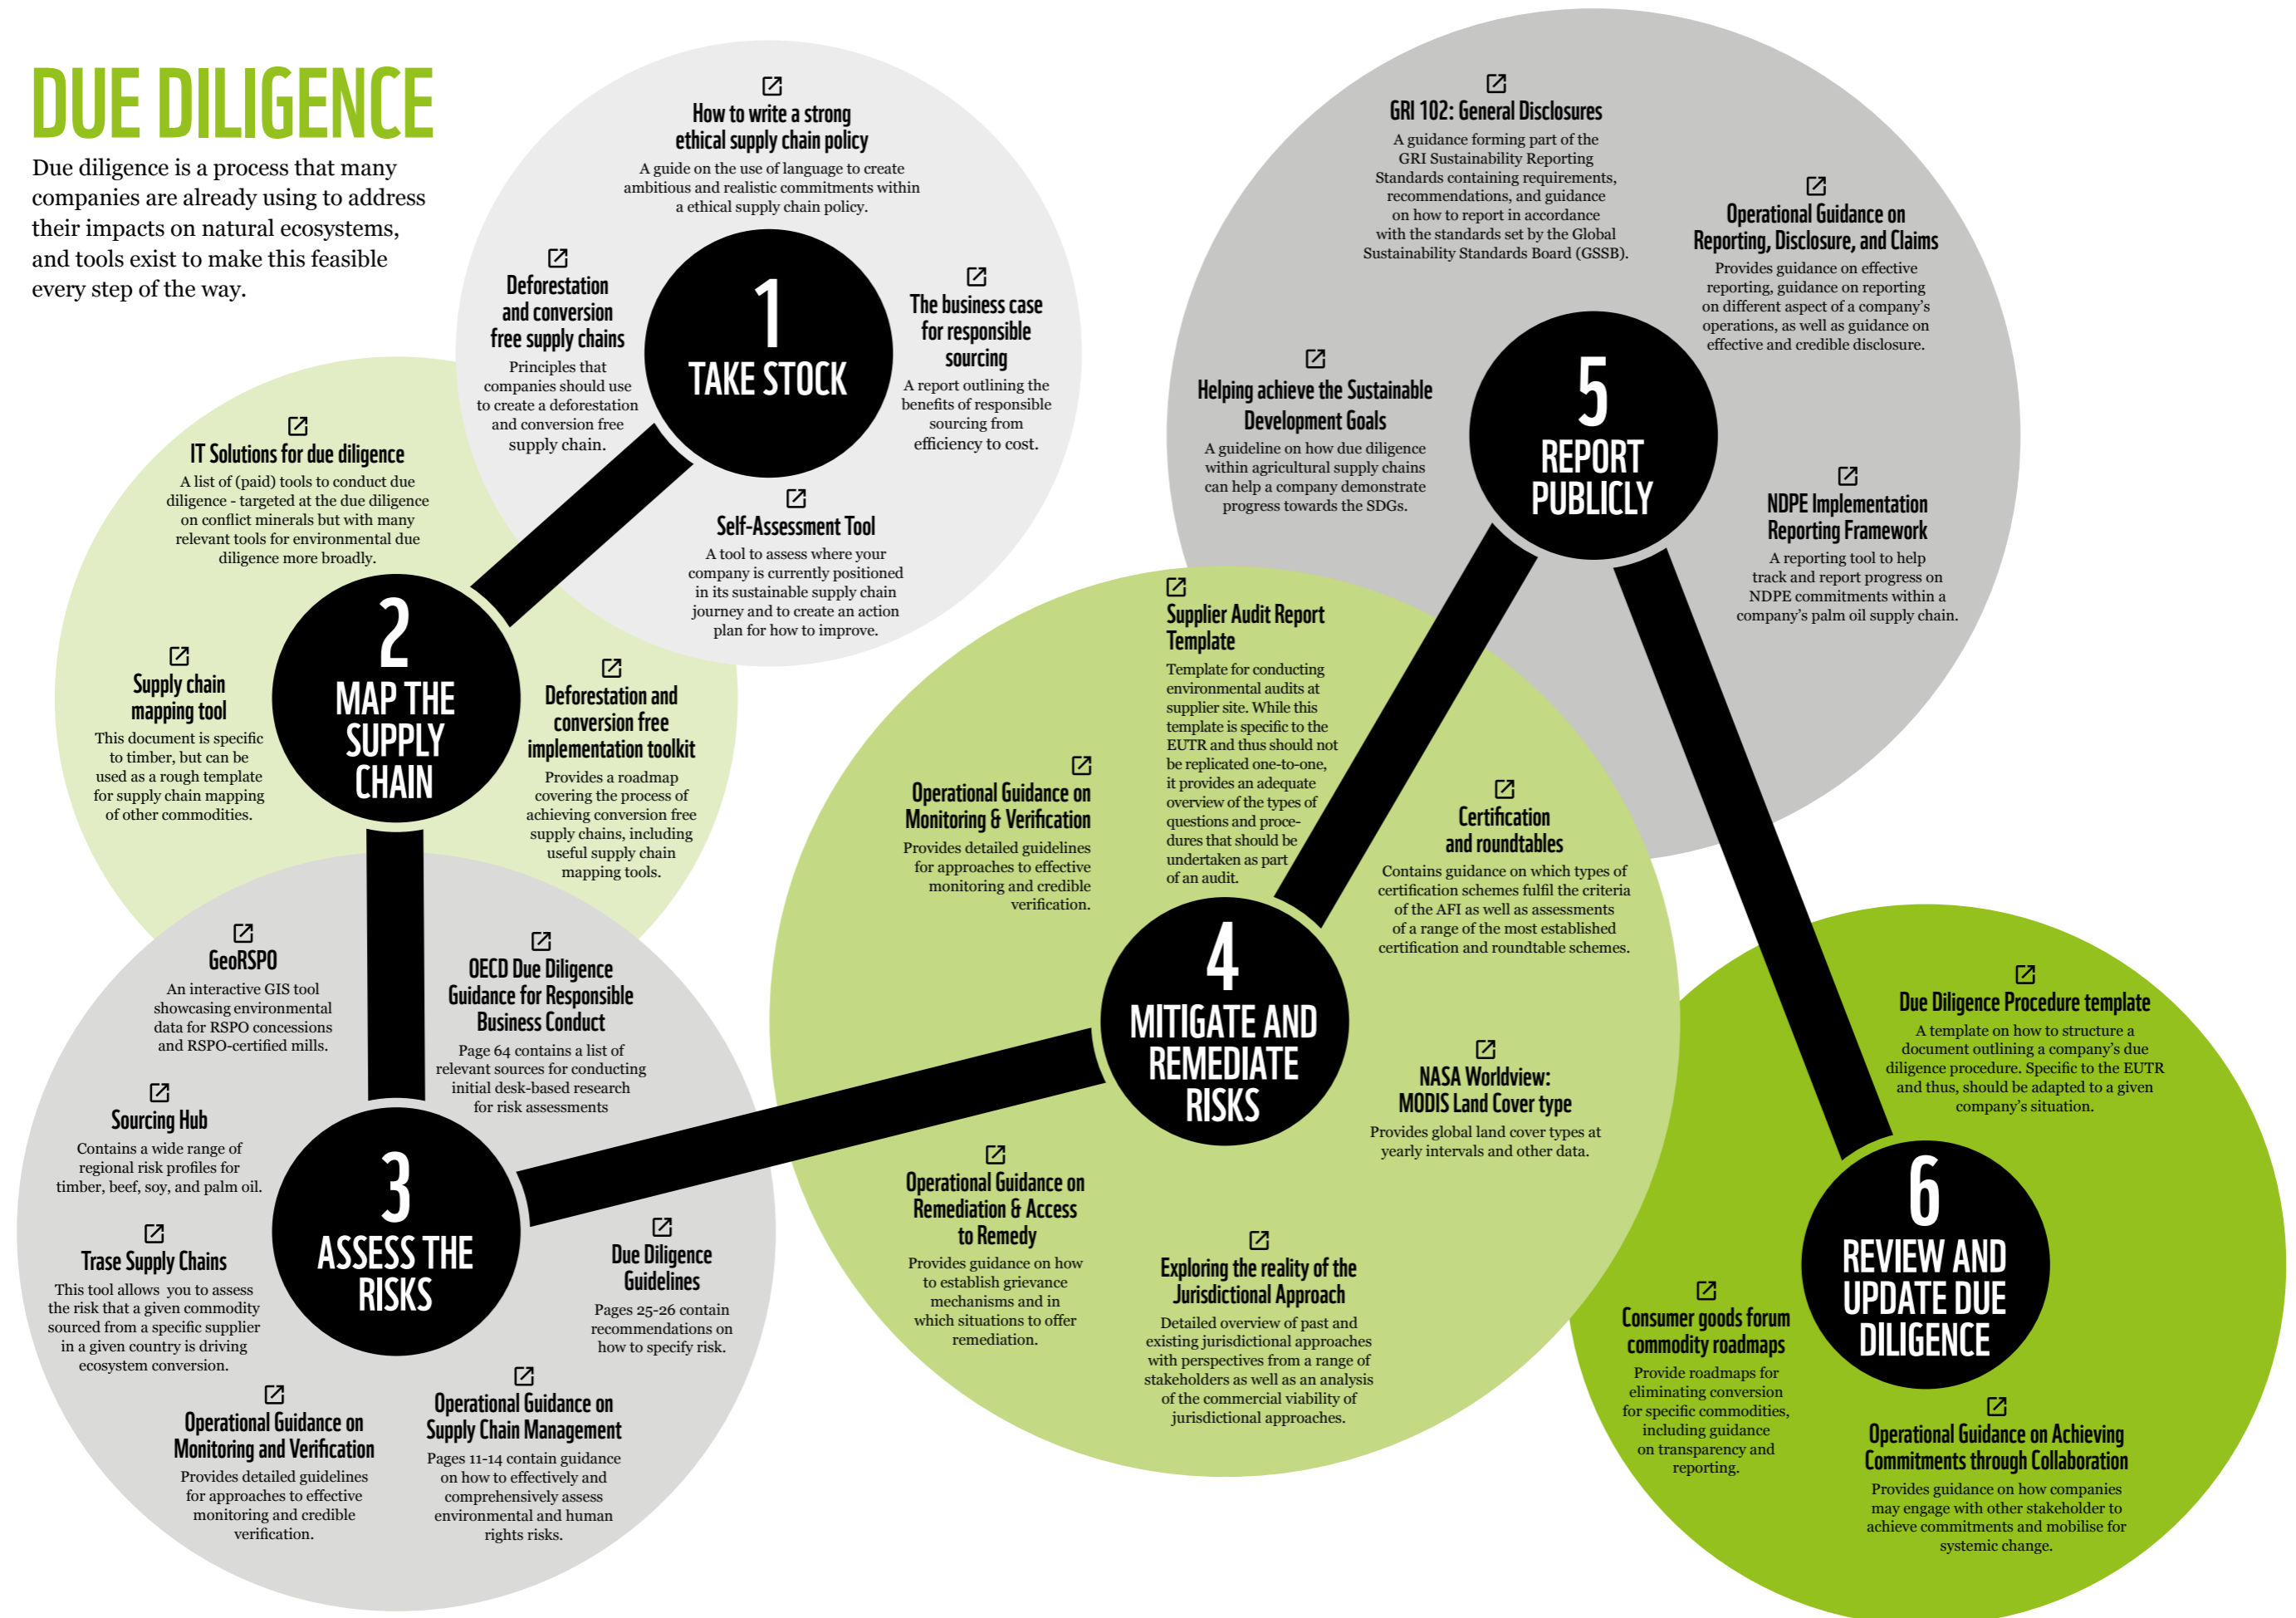 DUE DILIGENCE
Due diligence is a process that many
companies are already using to address
their impacts on natural ecosystems,
and tools exist to make this feasible
every step of the way.
How to write a strong
ethical supply chain policy
A guide on the use of language to create
ambitious and realistic commitments within
a ethical supply chain policy.
Deforestation
and conversion
free supply chains
Principles that
companies should use
to create a deforestation
and conversion free
supply chain.
1
TAKE STOCK
The business case
for responsible
sourcing
A report outlining the
benefits of responsible
sourcing from
efficiency to cost.
Self-Assessment Tool
A tool to assess where your
company is currently positioned
in its sustainable supply chain
journey and to create an action
plan for how to improve.
IT Solutions for due diligence
A list of (paid) tools to conduct due
diligence - targeted at the due diligence
on conflict minerals but with many
relevant tools for environmental due
diligence more broadly.
2
MAP THE
SUPPLY
CHAIN
Supply chain
mapping tool
This document is specific
to timber, but can be
used as a rough template
for supply chain mapping
of other commodities.
Deforestation and
conversion free
implementation toolkit
Provides a roadmap
covering the process of
achieving conversion free
supply chains, including
useful supply chain
mapping tools.
GeoRSPO
An interactive GIS tool
showcasing environmental
data for RSPO concessions
and RSPO-certified mills.
OECD Due Diligence
Guidance for Responsible
Business Conduct
Page 64 contains a list of
relevant sources for conducting
initial desk-based research
for risk assessments
Sourcing Hub
Contains a wide range of
regional risk profiles for
timber, beef, soy, and palm oil.
3
ASSESS THE
RISKS
Trase Supply Chains
This tool allows you to assess
the risk that a given commodity
sourced from a specific supplier
in a given country is driving
ecosystem conversion.
Due Diligence
Guidelines
Pages 25-26 contain
recommendations on
how to specify risk.
Operational Guidance on
Monitoring and Verification
Provides detailed guidelines
for approaches to effective
monitoring and credible
verification.
Operational Guidance on
Supply Chain Management
Pages 11-14 contain guidance
on how to effectively and
comprehensively assess
environmental and human
rights risks.
Supplier Audit Report
Template
Template for conducting
environmental audits at
supplier site. While this
template is specific to the
EUTR and thus should not
be replicated one-to-one,
it provides an adequate
overview of the types of
questions and proce-
dures that should be
undertaken as part
of an audit.
Operational Guidance on
Monitoring & Verification
Provides detailed guidelines
for approaches to effective
monitoring and credible
verification.
Certification
and roundtables
Contains guidance on which types of
certification schemes fulfil the criteria
of the AFI as well as assessments
of a range of the most established
certification and roundtable schemes.
4
MITIGATE AND
REMEDIATE
RISKS
NASA Worldview:
MODIS Land Cover type
Provides global land cover types at
yearly intervals and other data.
Operational Guidance on
Remediation & Access
to Remedy
Provides guidance on how
to establish grievance
mechanisms and in
which situations to offer
remediation.
Exploring the reality of the
Jurisdictional Approach
Detailed overview of past and
existing jurisdictional approaches
with perspectives from a range of
stakeholders as well as an analysis
of the commercial viability of
jurisdictional approaches.
GRI 102: General Disclosures
A guidance forming part of the
GRI Sustainability Reporting
Standards containing requirements,
recommendations, and guidance
on how to report in accordance
with the standards set by the Global
Sustainability Standards Board (GSSB).
Operational Guidance on
Reporting, Disclosure, and Claims
Provides guidance on effective
reporting, guidance on reporting
on different aspect of a company's
operations, as well as guidance on
effective and credible disclosure.
Helping achieve the Sustainable
Development Goals
A guideline on how due diligence
within agricultural supply chains
can help a company demonstrate
progress towards the SDGs.
5
REPORT
PUBLICLY
NDPE Implementation
Reporting Framework
A reporting tool to help
track and report progress on
NDPE commitments within a
company's palm oil supply chain.
Due Diligence Procedure template
A template on how to structure a
document outlining a company's due
diligence procedure. Specific to the EUTR
and thus, should be adapted to a given
company's situation.
6
REVIEW AND
UPDATE DUE
DILIGENCE
Consumer goods forum
commodity roadmaps
Provide roadmaps for
eliminating conversion
for specific commodities,
including guidance
on transparency and
reporting.
Operational Guidance on Achieving
Commitments through Collaboration
Provides guidance on how companies
may engage with other stakeholder to
achieve commitments and mobilise for
systemic change.